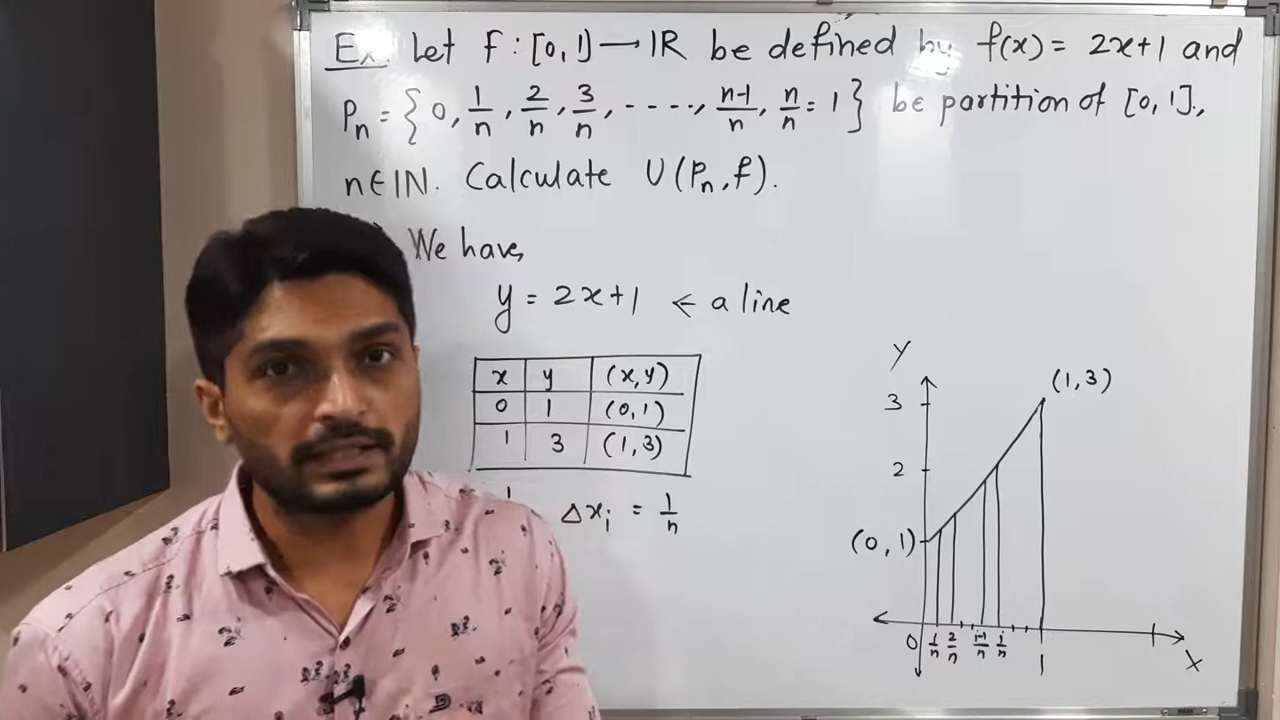 Ex. Let f : [0, 1] → IR be defined by f(x) = 2x+1 and
Pn = { 0, 1/n, 2/n, 3/n, ----, n-1/n, n/n = 1 } be partition of [0, 1],
n ∈ IN. Calculate U(Pn, f).
We have,
y = 2x+1 ← a line
x y (x, y)
0 1 (0, 1)
1 3 (1, 3)
Δxi = 1/n
Y
(1, 3)
3
2
(0, 1)
0 1/n 2/n i-1/n i/n 1 X